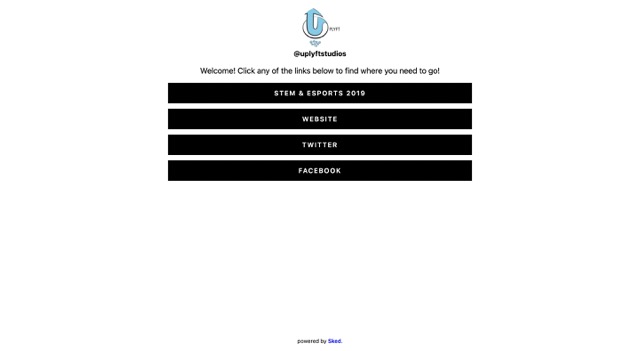 PLYFT
@uplyftstudios
Welcome! Click any of the links below to find where you need to go!
STEM & ESPORTS 2019
WEBSITE
TWITTER
FACEBOOK
powered by Sked.